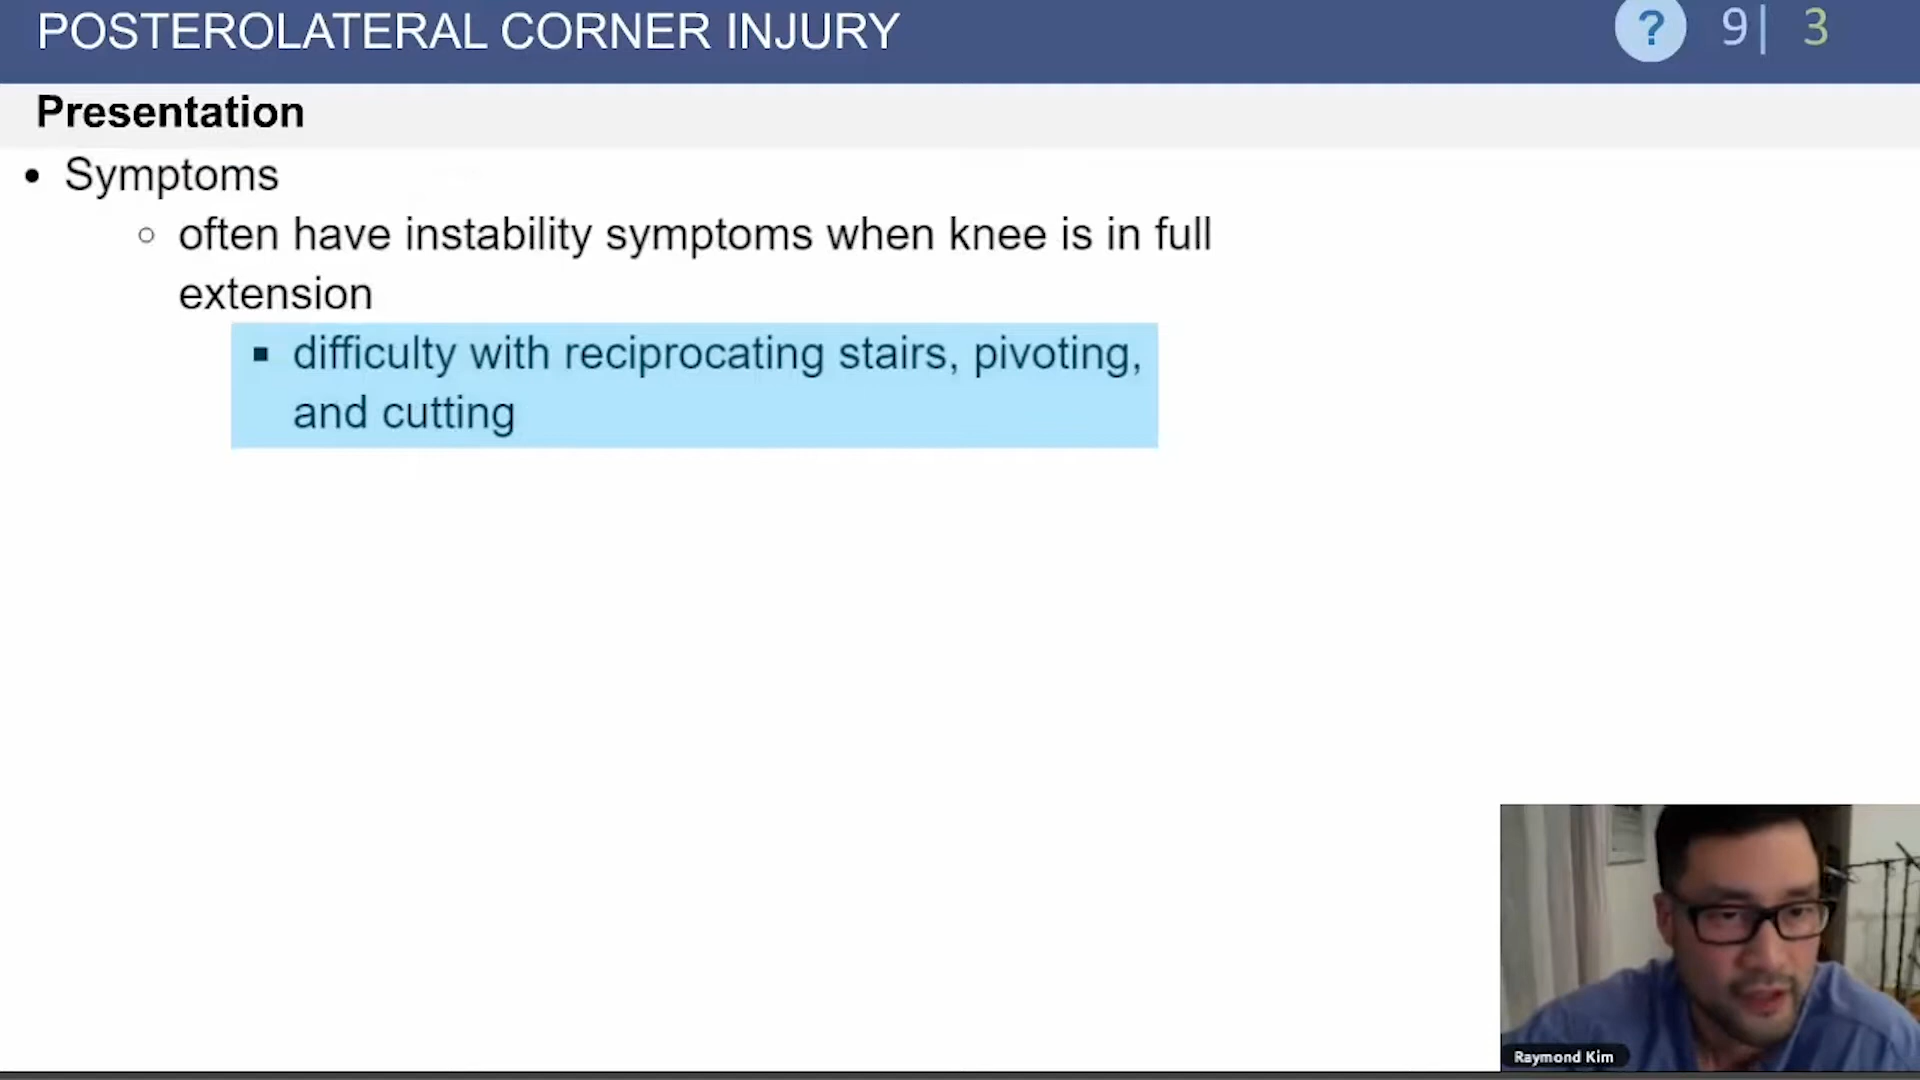 POSTEROLATERAL CORNER INJURY
? 9| 3
Presentation
• Symptoms
○ often have instability symptoms when knee is in full
extension
▪ difficulty with reciprocating stairs, pivoting,
and cutting
Raymond Kim